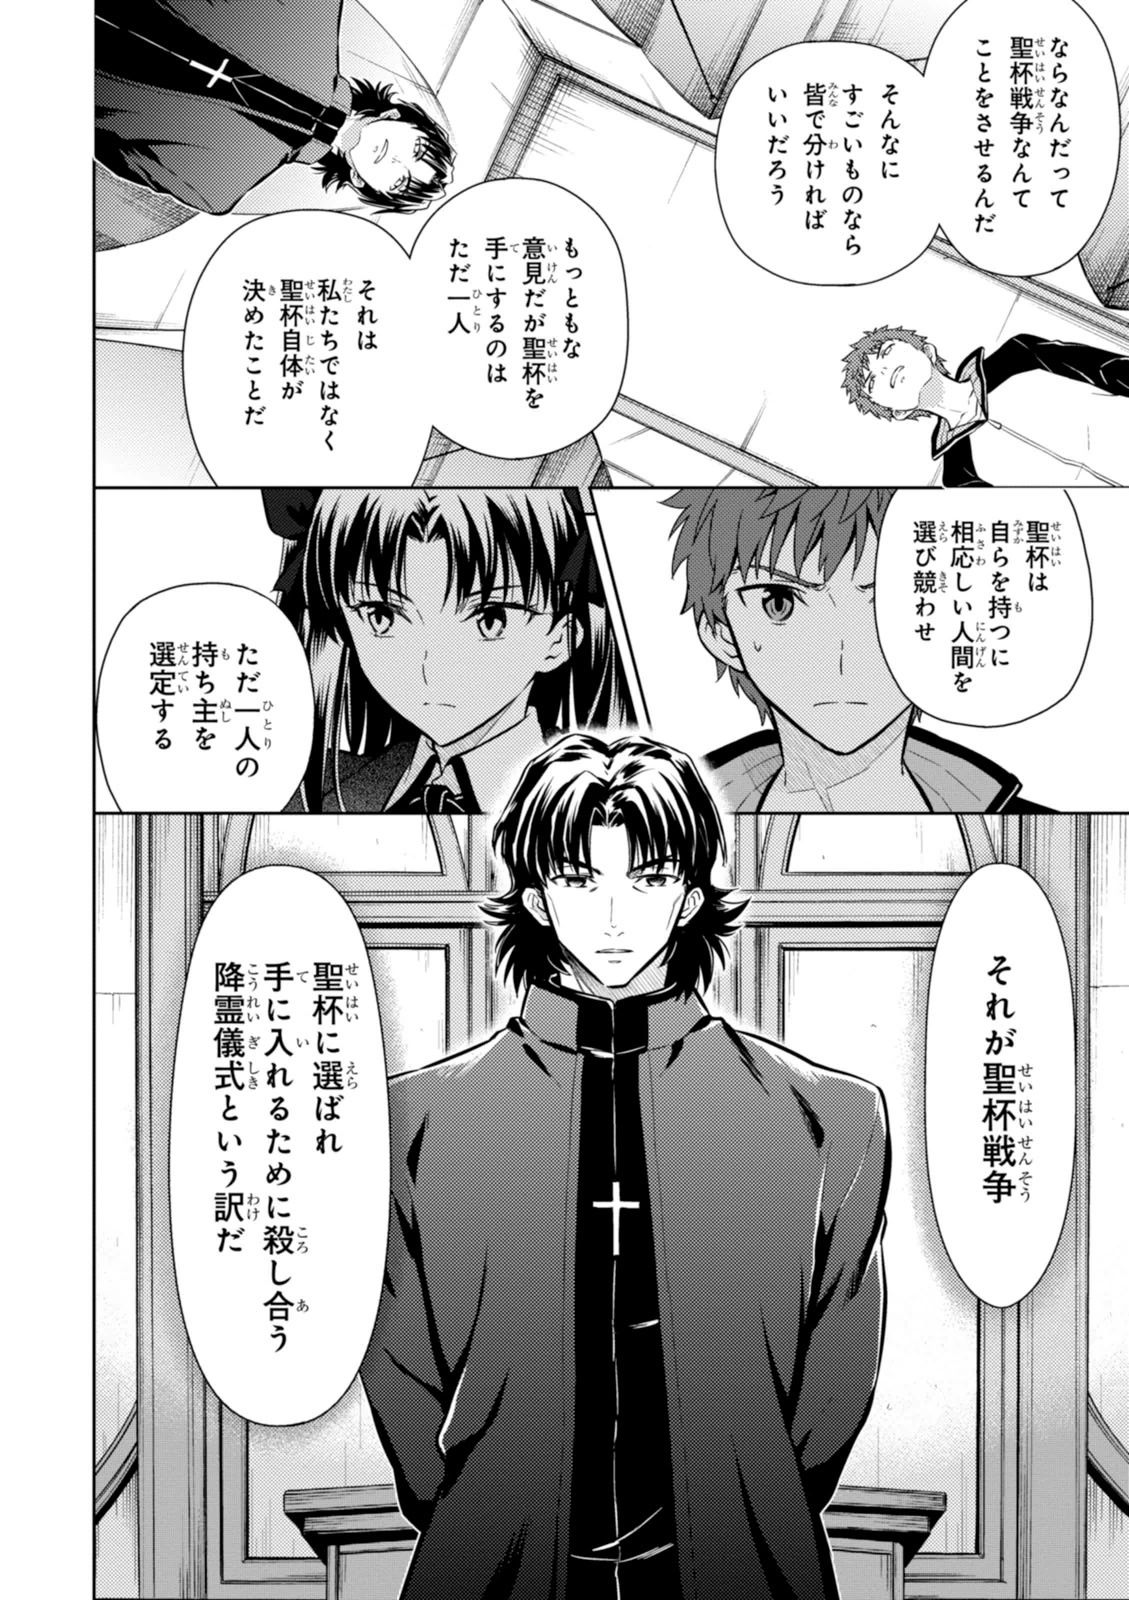 ならなんだって
聖杯戦争なんて
ことをさせるんだ
そんなに
すごいものなら
皆で分ければ
いいだろう
もっともな
意見だが聖杯を
手にするのは
ただ一人
それは
私たちではなく
聖杯自体が
決めたことだ
聖杯は
自らを持つに
相応しい人間を
選び競わせ
ただ一人の
持ち主を
選定する
それが聖杯戦争
聖杯に選ばれ
手に入れるために殺し合う
降霊儀式という訳だ